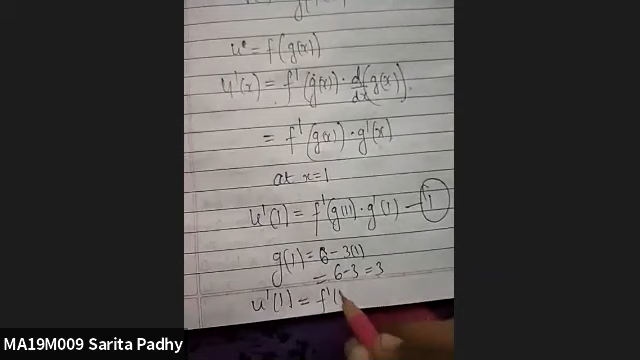 g(x)
u = f(g(x))
u'(x) = f'(g(x)) · d/dx (g(x)).
= f'(g(x)) · g'(x)
at x=1
u'(1) = f'(g(1)) · g'(1) — 1
g(1) = 6 - 3(1)
= 6-3 = 3
u'(1) = f'(
MA19M009 Sarita Padhy